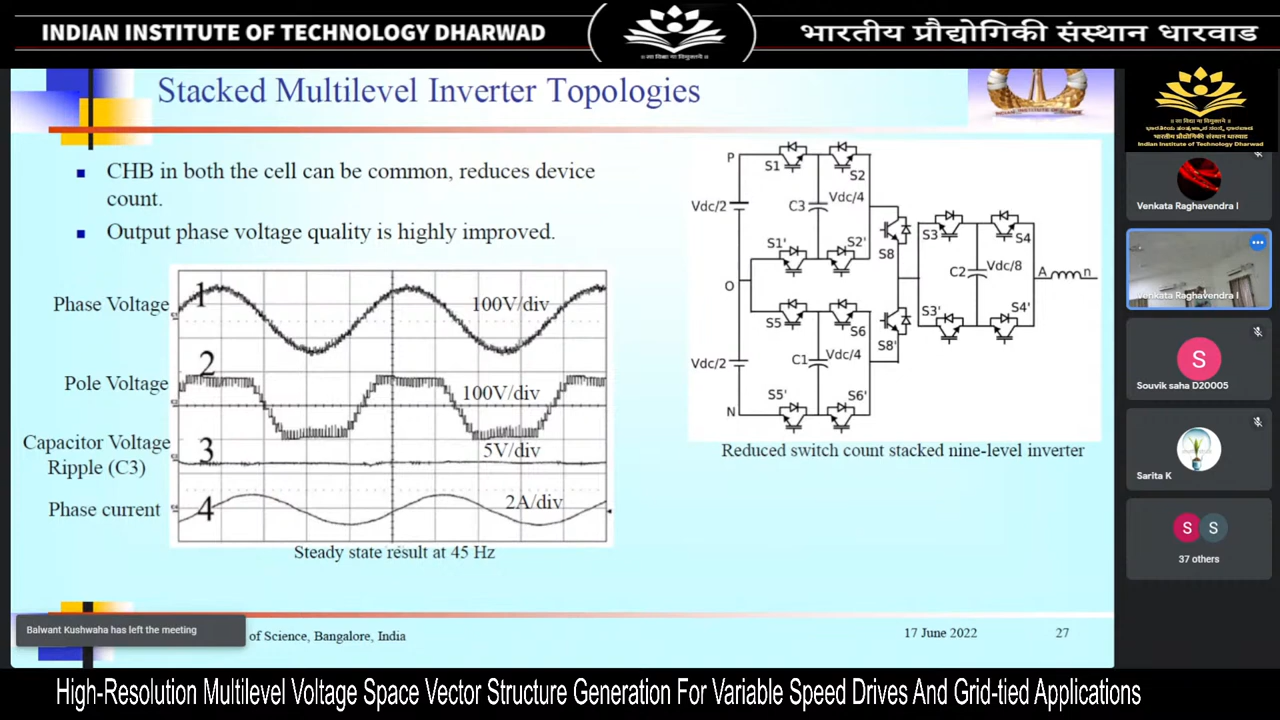 INDIAN INSTITUTE OF TECHNOLOGY DHARWAD
भारतीय प्रौद्योगिकी संस्थान धारवाड
Stacked Multilevel Inverter Topologies
CHB in both the cell can be common, reduces device
count.
Output phase voltage quality is highly improved.
Phase Voltage
1
100V/div
Pole Voltage
2
100V/div
Capacitor Voltage
Ripple (C3)
3
5V/div
Phase current
4
2A/div
Steady state result at 45 Hz
P
S1
S2
Vdc/2
C3
Vdc/4
S1'
S2'
S8
S3
S4
O
C2
Vdc/8
A
n
S5
S6
S3'
S4'
S8'
Vdc/2
C1
Vdc/4
S5'
S6'
N
Reduced switch count stacked nine-level inverter
Balwant Kushwaha has left the meeting
of Science, Bangalore, India
17 June 2022
27
Indian Institute of Technology Dharwad
Venkata Raghavendra I
Venkata Raghavendra I
S
Souvik saha D20005
Sarita K
S
S
37 others
High-Resolution Multilevel Voltage Space Vector Structure Generation For Variable Speed Drives And Grid-tied Applications